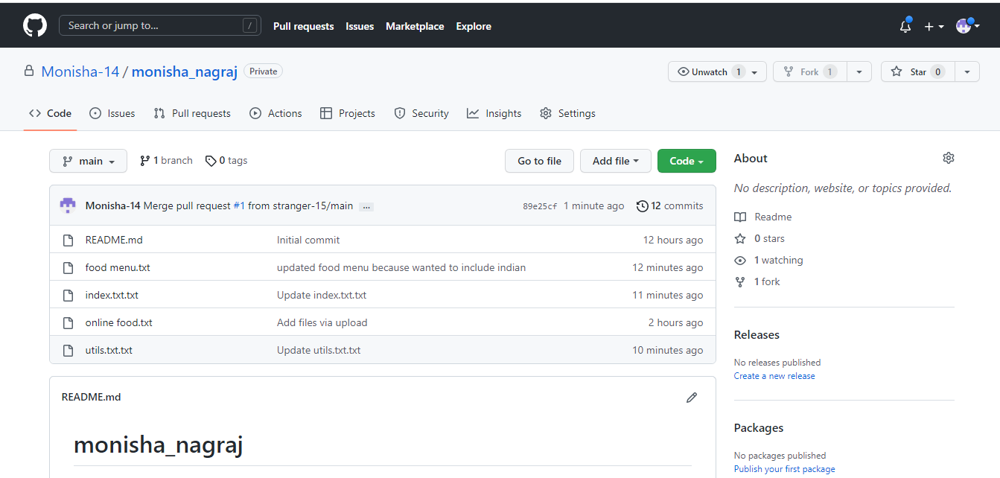 Search or jump to... /
Pull requests Issues Marketplace Explore
Monisha-14 / monisha_nagraj Private
Unwatch 1 Fork 1 Star 0
Code Issues Pull requests Actions Projects Security Insights Settings
main 1 branch 0 tags Go to file Add file Code
Monisha-14 Merge pull request #1 from stranger-15/main ... 89e25cf 1 minute ago 12 commits
README.md Initial commit 12 hours ago
food menu.txt updated food menu because wanted to include indian 12 minutes ago
index.txt.txt Update index.txt.txt 11 minutes ago
online food.txt Add files via upload 2 hours ago
utils.txt.txt Update utils.txt.txt 10 minutes ago
README.md
monisha_nagraj
About
No description, website, or topics provided.
Readme
0 stars
1 watching
1 fork
Releases
No releases published
Create a new release
Packages
No packages published
Publish your first package